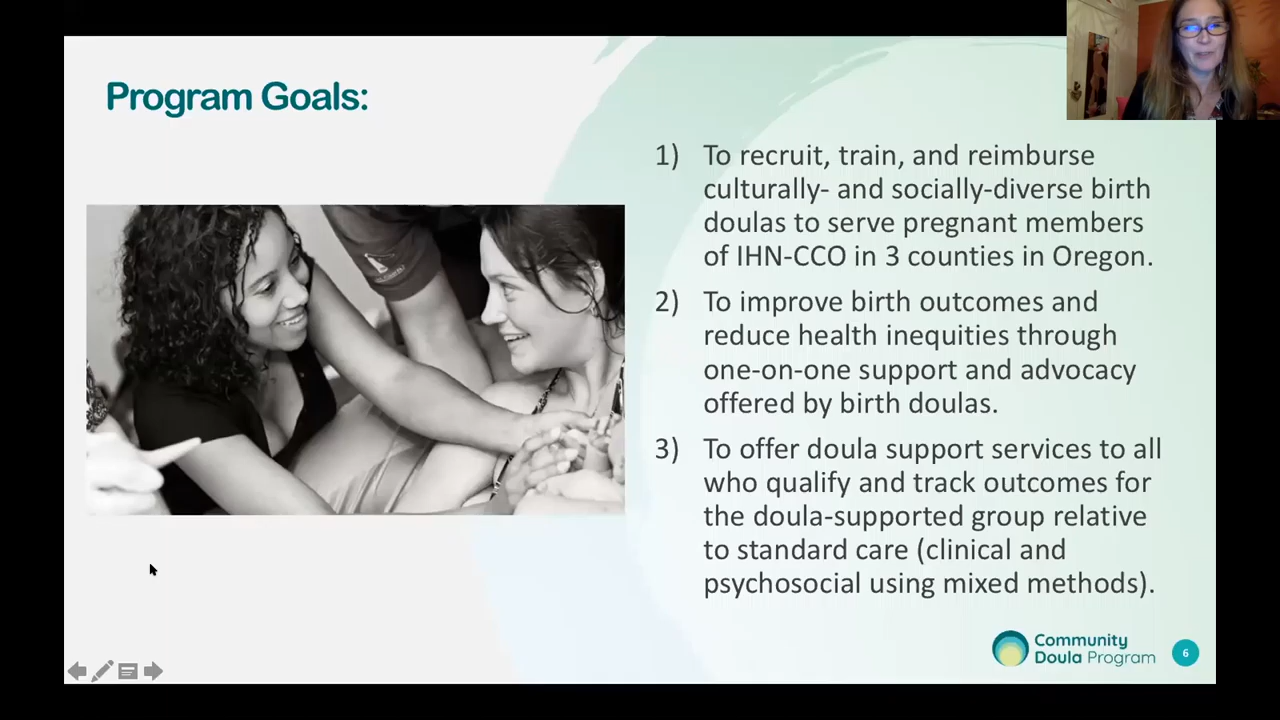 Program Goals:
1) To recruit, train, and reimburse
culturally- and socially-diverse birth
doulas to serve pregnant members
of IHN-CCO in 3 counties in Oregon.
2) To improve birth outcomes and
reduce health inequities through
one-on-one support and advocacy
offered by birth doulas.
3) To offer doula support services to all
who qualify and track outcomes for
the doula-supported group relative
to standard care (clinical and
psychosocial using mixed methods).
Community
Doula Program
6